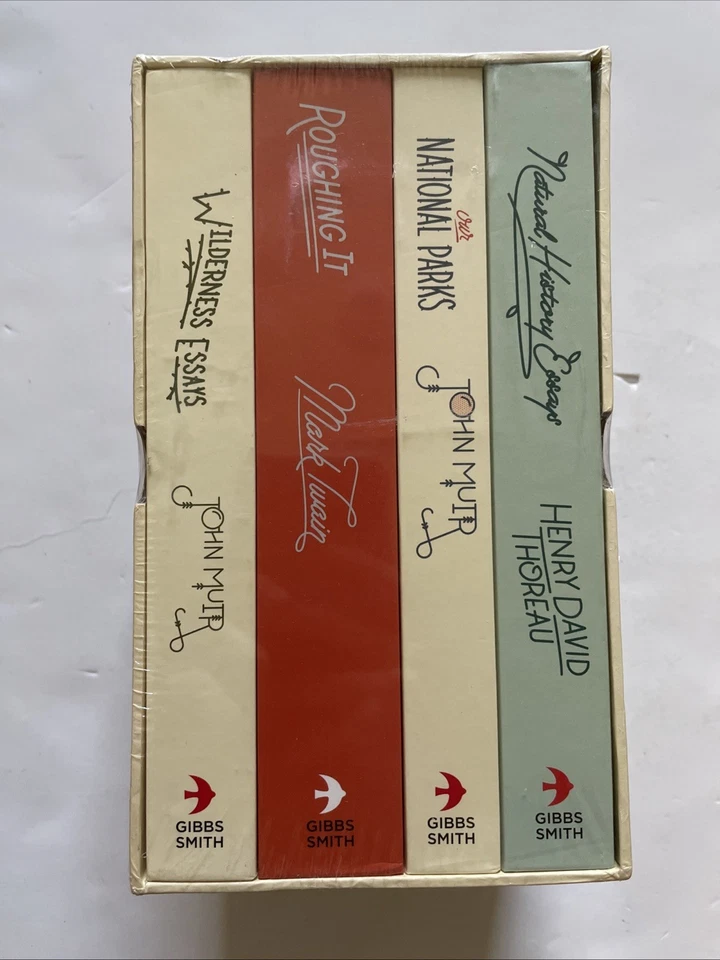 WILDERNESS ESSAYS
JOHN MUIR
GIBBS
SMITH
ROUGHING IT
Mark Twain
GIBBS
SMITH
our
NATIONAL PARKS
JOHN MUIR
GIBBS
SMITH
Natural History Essays
HENRY DAVID
THOREAU
GIBBS
SMITH